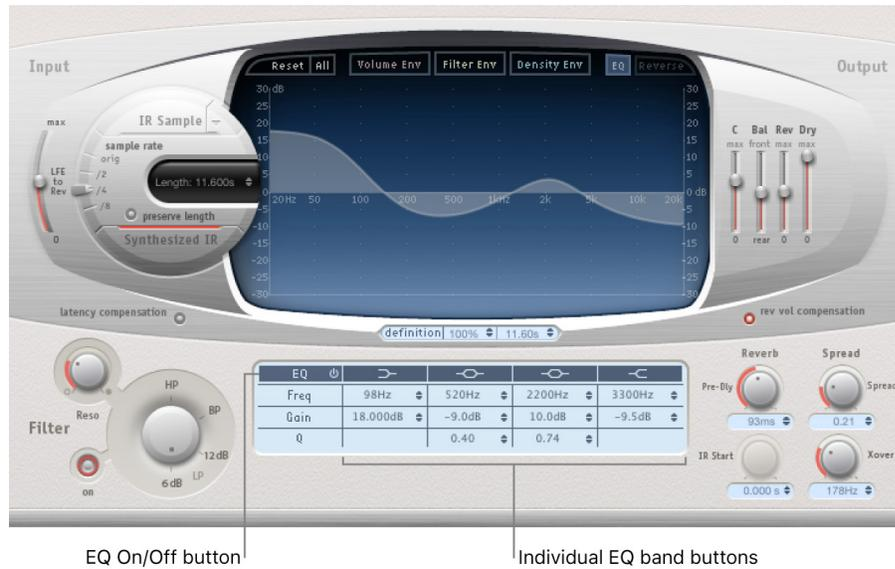 Input
Output
Reset All Volume Env Filter Env Density Env EQ Reverse
max
LFE
to
Rev
0
IR Sample
sample rate
orig
/2
/4
/8
Length: 11.600s
preserve length
Synthesized IR
30 dB
25
20
15
10
5
0
-5
-10
-15
-20
-25
-30
20Hz 50 100 200 500 1kHz 2k 5k 10k 20k
30
25
20
15
10
5
0 dB
-5
-10
-15
-20
-25
-30
C Bal Rev Dry
max front max max
0 rear 0 0
latency compensation
rev vol compensation
definition 100% 11.60s
Reso
Filter
on
HP
BP
12 dB
LP
6 dB
EQ
Freq 98Hz 520Hz 2200Hz 3300Hz
Gain 18.000dB -9.0dB 10.0dB -9.5dB
Q 0.40 0.74
Reverb Spread
Pre-Dly
93ms
Spread
0.21
IR Start
0.000 s
Xover
178Hz
EQ On/Off button
Individual EQ band buttons